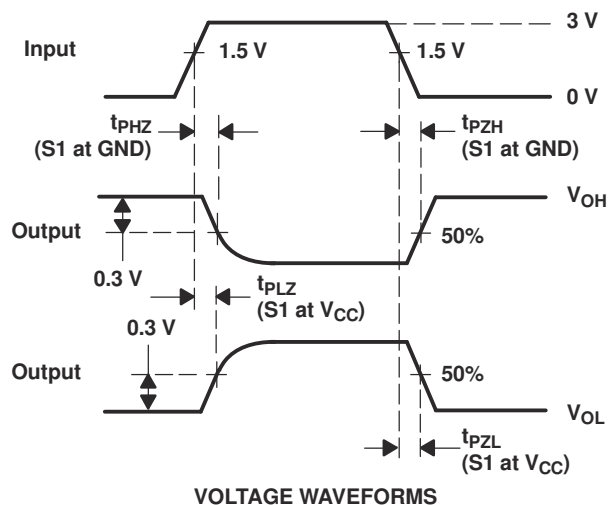 3 V
Input
1.5 V
1.5 V
0 V
tPHZ
(S1 at GND)
tPZH
(S1 at GND)
VOH
Output
50%
0.3 V
tPLZ
(S1 at VCC)
0.3 V
Output
50%
VOL
tPZL
(S1 at VCC)
VOLTAGE WAVEFORMS